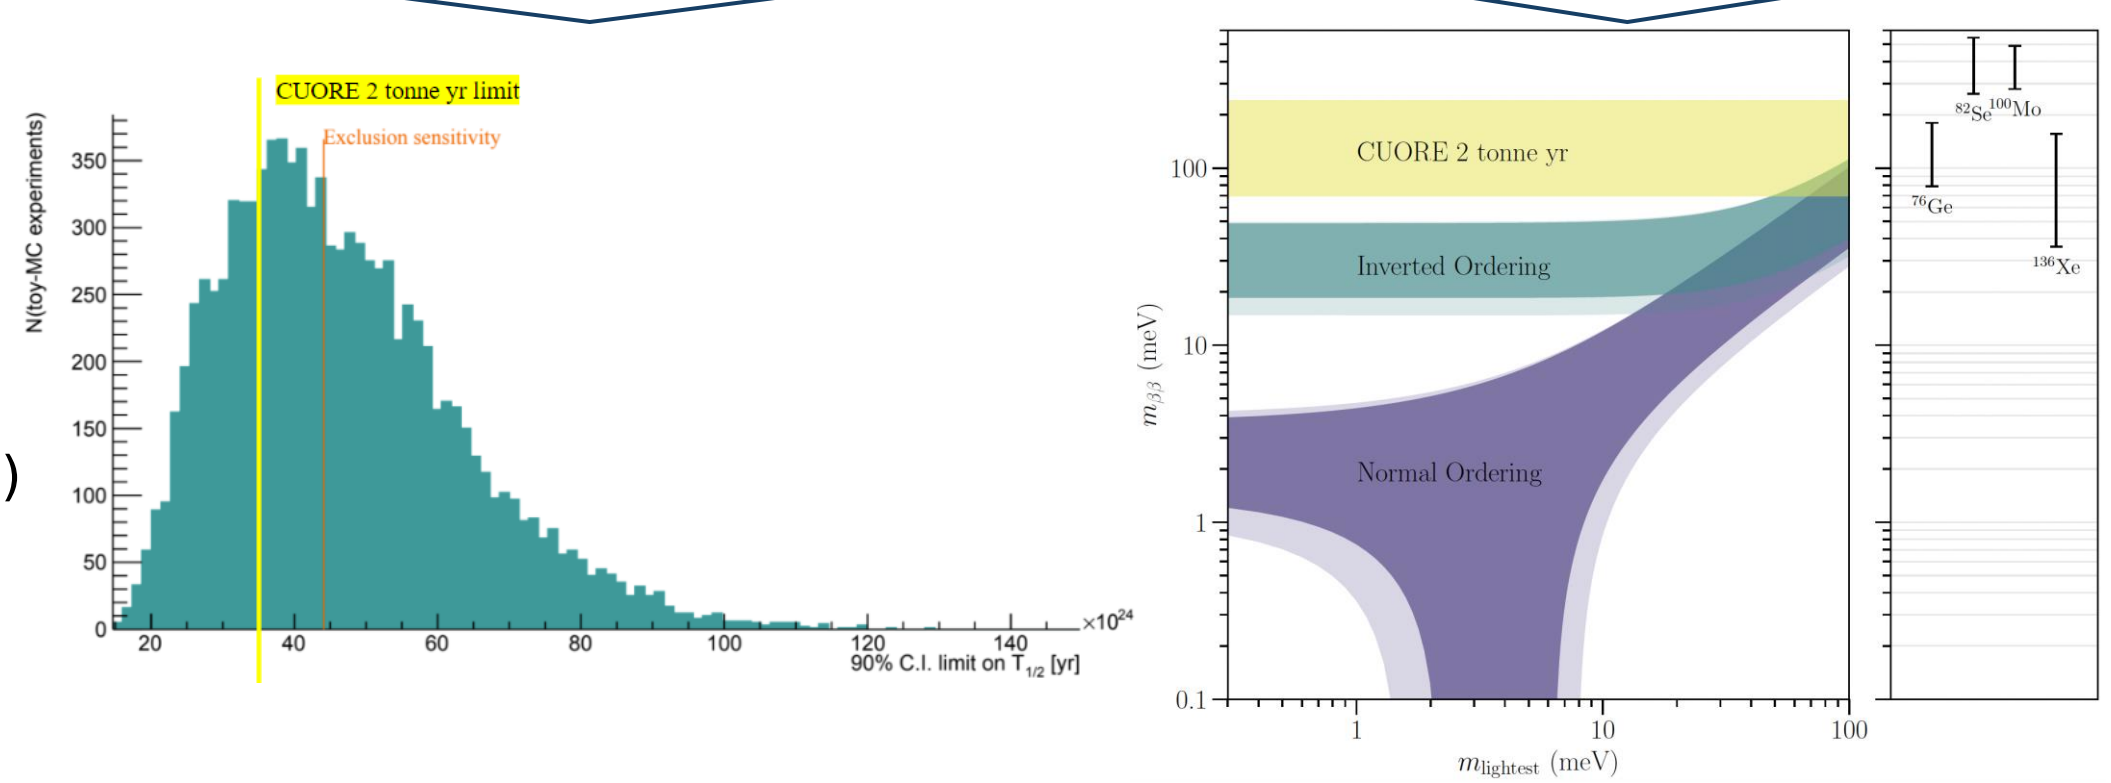 )
CUORE 2 tonne yr limit
Exclusion sensitivity
N(toy-MC experiments)
350
300
250
200
150
100
50
0
20 40 60 80 100 120 140
×10²⁴
90% C.I. limit on T₁/₂ [yr]
CUORE 2 tonne yr
Inverted Ordering
Normal Ordering
m_ββ (meV)
100
10
1
0.1
1 10 100
m_lightest (meV)
⁸²Se ¹⁰⁰Mo
⁷⁶Ge
¹³⁶Xe